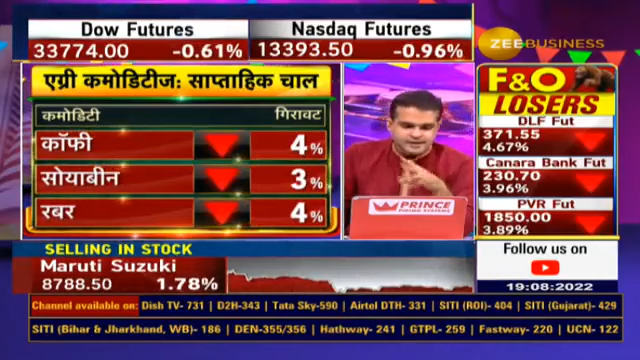 Dow Futures
33774.00 -0.61%
Nasdaq Futures
13393.50 -0.96%
ZEE BUSINESS
एग्री कमोडिटीज: साप्ताहिक चाल
कमोडिटी गिरावट
कॉफी 4%
सोयाबीन 3%
रबर 4%
PRINCE
PIPING SYSTEMS
F&O
LOSERS
DLF Fut
371.55
4.67%
Canara Bank Fut
230.70
3.96%
PVR Fut
1850.00
3.89%
SELLING IN STOCK
Maruti Suzuki
8788.50 1.78%
Follow us on
19:08:2022
Channel available on: Dish TV- 731 | D2H-343 | Tata Sky-590 | Airtel DTH- 331 | SITI (ROI)- 404 | SITI (Gujarat)- 429
SITI (Bihar & Jharkhand, WB)- 186 | DEN-355/356 | Hathway- 241 | GTPL- 259 | Fastway- 220 | UCN- 122